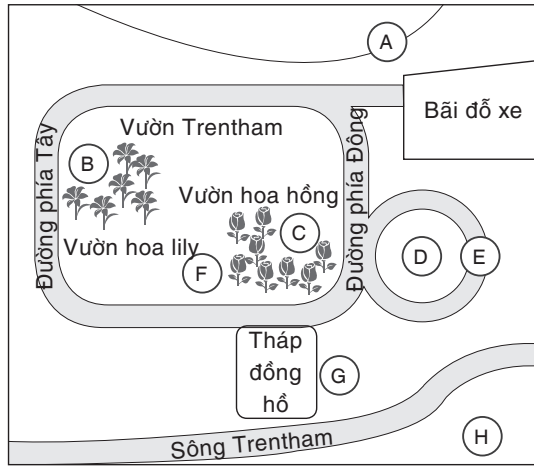 A
Bãi đỗ xe
Vườn Trentham
Đường phía Tây
Đường phía Đông
B
Vườn hoa hồng
C
Vườn hoa lily
F
D
E
Tháp
đồng
hồ
G
Sông Trentham
H